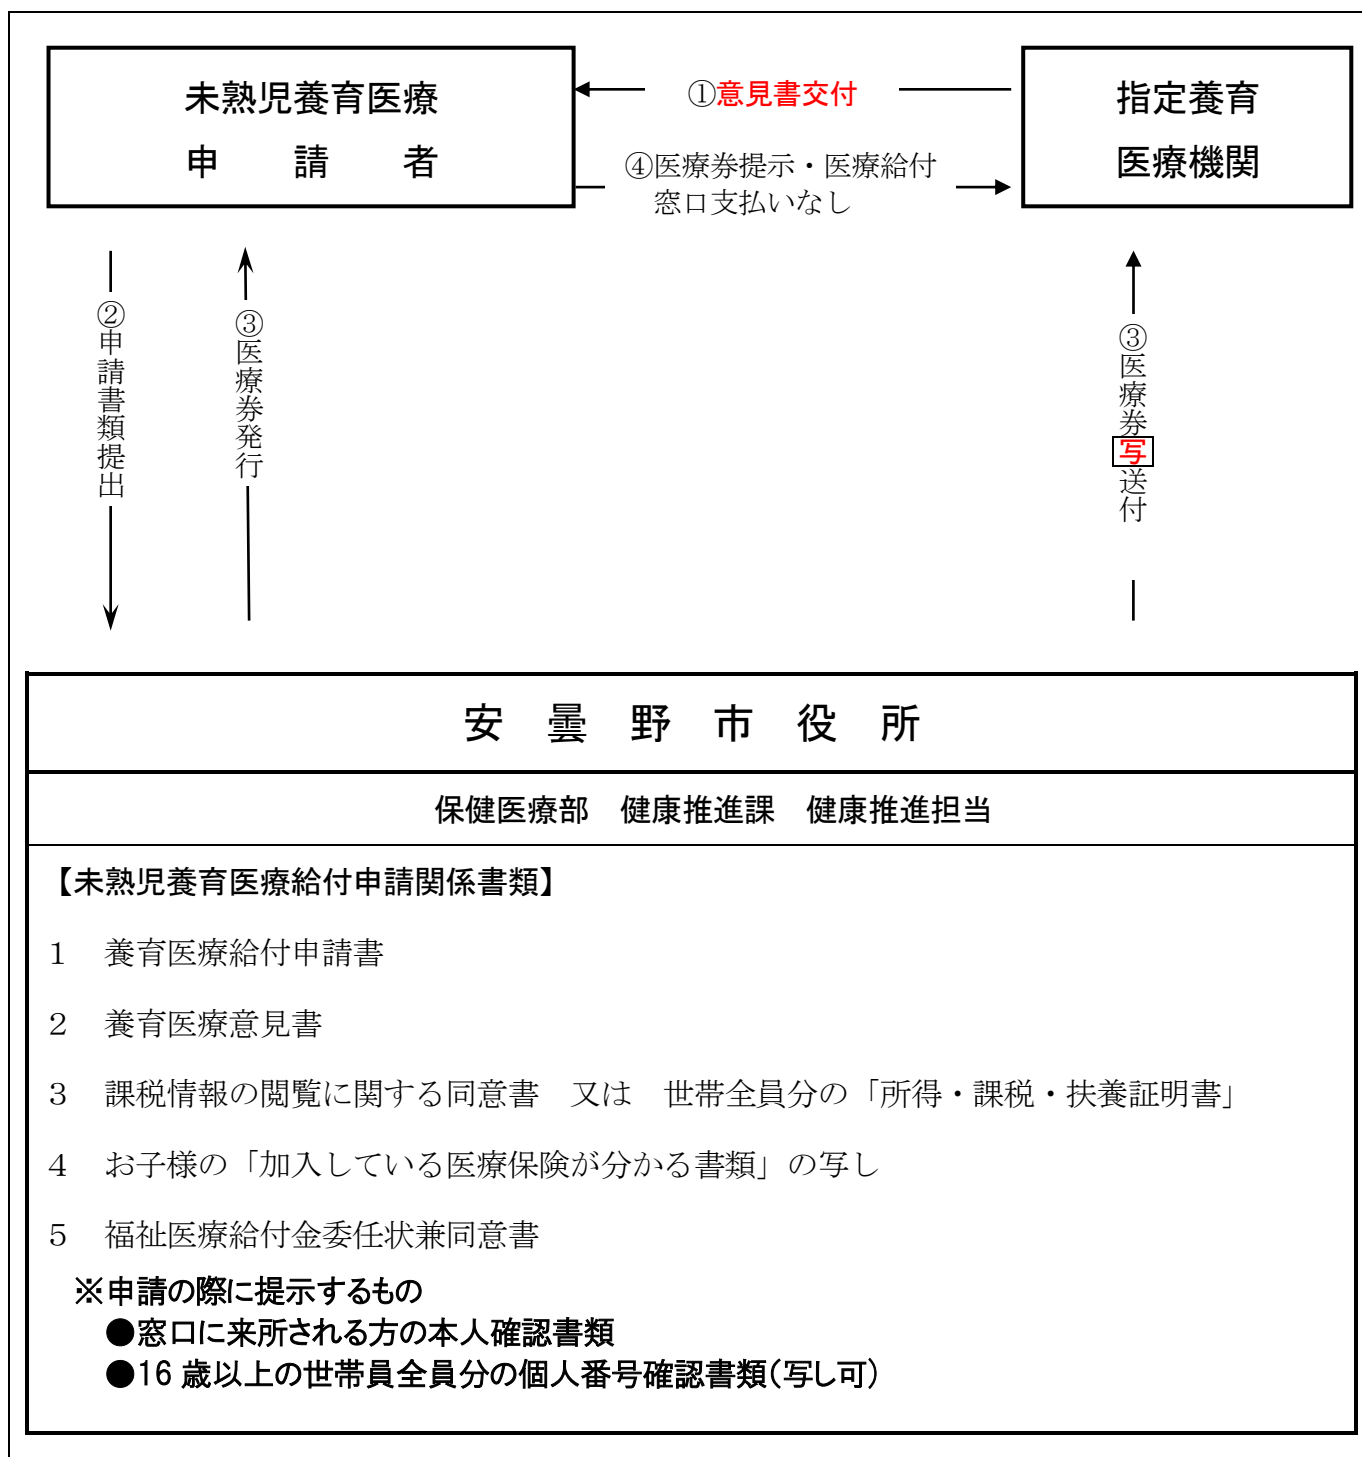 未熟児養育医療
申　請　者
①意見書交付
④医療券提示・医療給付
窓口支払いなし
指定養育
医療機関
②申請書類提出
③医療券発行
③医療券写送付
安曇野市役所
保健医療部　健康推進課　健康推進担当
【未熟児養育医療給付申請関係書類】
１　養育医療給付申請書
２　養育医療意見書
３　課税情報の閲覧に関する同意書　又は　世帯全員分の「所得・課税・扶養証明書」
４　お子様の「加入している医療保険が分かる書類」の写し
５　福祉医療給付金委任状兼同意書
※申請の際に提示するもの
●窓口に来所される方の本人確認書類
●16 歳以上の世帯員全員分の個人番号確認書類（写し可）